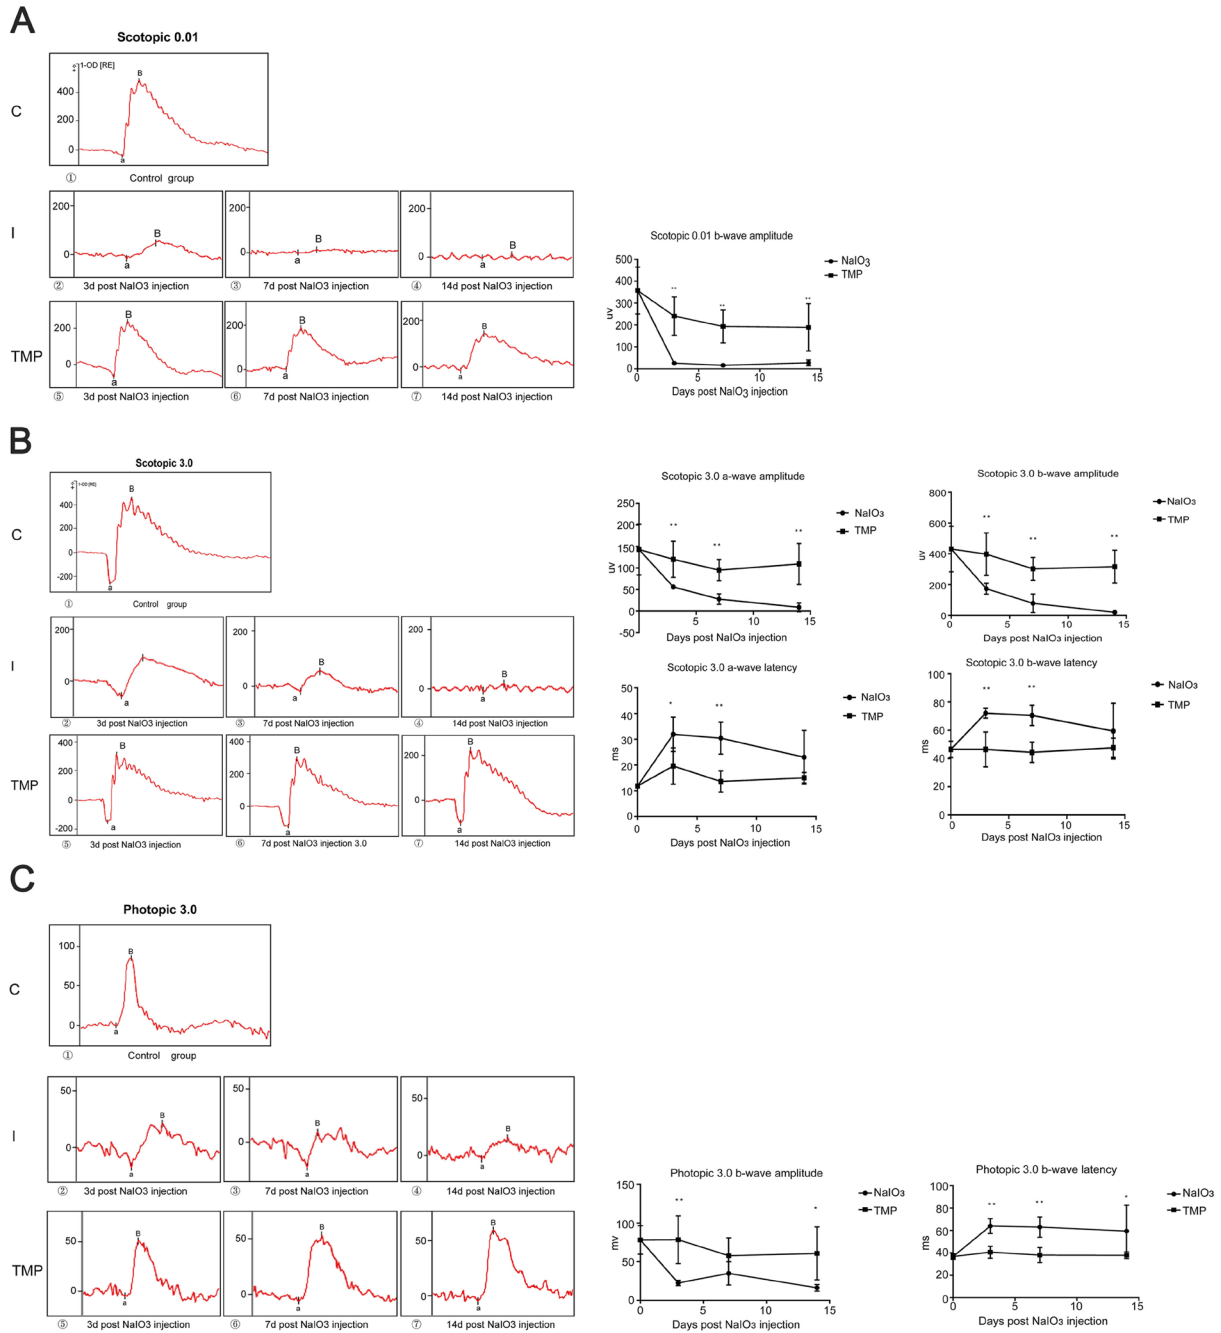 A
Scotopic 0.01
C
1-OD [RE]
400
200
0
B
a
① Control group
I
200
0
B
a
② 3d post NaIO3 injection
200
0
B
a
③ 7d post NaIO3 injection
200
0
B
a
④ 14d post NaIO3 injection
TMP
200
0
B
a
⑤ 3d post NaIO3 injection
200
0
B
a
⑥ 7d post NaIO3 injection
200
0
B
a
⑦ 14d post NaIO3 injection
Scotopic 0.01 b-wave amplitude
NaIO3
TMP
500
400
300
200
100
0
uv
** ** **
0 5 10 15
Days post NaIO3 injection
B
Scotopic 3.0
C
1-OD [RE]
400
200
0
-200
B
a
① Control group
I
200
0
a
② 3d post NaIO3 injection
200
0
B
a
③ 7d post NaIO3 injection
200
0
B
a
④ 14d post NaIO3 injection
TMP
400
200
0
-200
B
a
⑤ 3d post NaIO3 injection
400
200
0
B
a
⑥ 7d post NaIO3 injection 3.0
200
0
B
a
⑦ 14d post NaIO3 injection
Scotopic 3.0 a-wave amplitude
NaIO3
TMP
250
200
150
100
50
0
-50
uv
** ** **
5 10 15
Days post NaIO3 injection
Scotopic 3.0 b-wave amplitude
NaIO3
TMP
800
600
400
200
0
uv
** ** **
0 5 10 15
Days post NaIO3 injection
Scotopic 3.0 a-wave latency
NaIO3
TMP
50
40
30
20
10
0
ms
* **
0 5 10 15
Days post NaIO3 injection
Scotopic 3.0 b-wave latency
NaIO3
TMP
100
80
60
40
20
0
ms
** **
0 5 10 15
Days post NaIO3 injection
C
Photopic 3.0
C
100
50
0
B
a
① Control group
I
50
0
B
a
② 3d post NaIO3 injection
50
0
B
a
③ 7d post NaIO3 injection
50
0
B
a
④ 14d post NaIO3 injection
TMP
50
0
B
a
⑤ 3d post NaIO3 injection
50
0
B
a
⑥ 7d post NaIO3 injection
50
0
B
a
⑦ 14d post NaIO3 injection
Photopic 3.0 b-wave amplitude
NaIO3
TMP
150
100
50
0
mv
** *
0 5 10 15
Days post NaIO3 injection
Photopic 3.0 b-wave latency
NaIO3
TMP
100
80
60
40
20
0
ms
** ** *
0 5 10 15
Days post NaIO3 injection